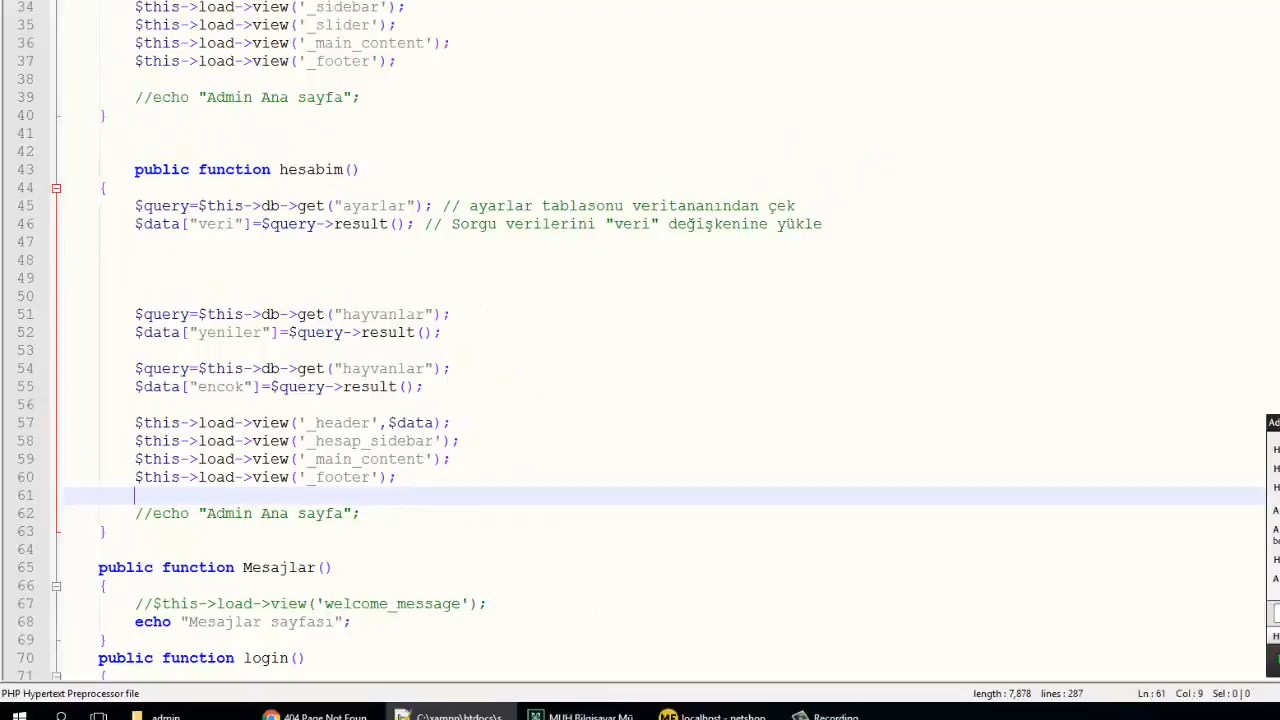 34 $this->load->view('_sidebar');
35 $this->load->view('_slider');
36 $this->load->view('_main_content');
37 $this->load->view('_footer');
38
39 //echo "Admin Ana sayfa";
40 }
41
42
43 public function hesabim()
44 {
45 $query=$this->db->get("ayarlar"); // ayarlar tablasonu veritananından çek
46 $data["veri"]=$query->result(); // Sorgu verilerini "veri" değişkenine yükle
47
48
49
50
51 $query=$this->db->get("hayvanlar");
52 $data["yeniler"]=$query->result();
53
54 $query=$this->db->get("hayvanlar");
55 $data["encok"]=$query->result();
56
57 $this->load->view('_header',$data);
58 $this->load->view('_hesap_sidebar');
59 $this->load->view('_main_content');
60 $this->load->view('_footer');
61
62 //echo "Admin Ana sayfa";
63 }
64
65 public function Mesajlar()
66 {
67 //$this->load->view('welcome_message');
68 echo "Mesajlar sayfası";
69 }
70 public function login()
71 {
PHP Hypertext Preprocessor file length : 7,878 lines : 287 Ln : 61 Col : 9 Sel : 0 | 0
admin 404 Page Not Foun C:\xampp\htdocs\s MUH Bilgisayar Mü localhost - netshop Recording